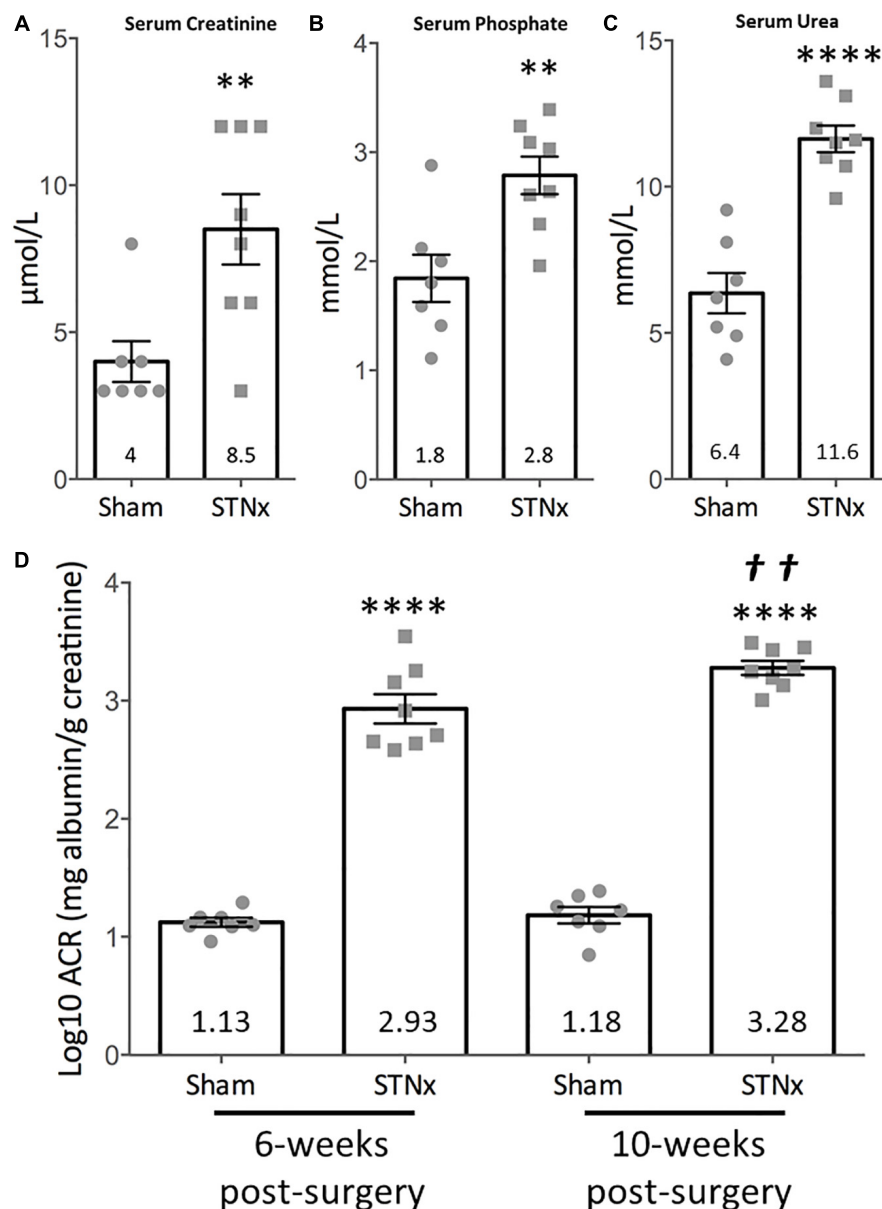 A Serum Creatinine
15
10
5
0
µmol/L
**
4
8.5
Sham STNx
B Serum Phosphate
4
3
2
1
0
mmol/L
**
1.8
2.8
Sham STNx
C Serum Urea
15
10
5
0
mmol/L
****
6.4
11.6
Sham STNx
D
Log10 ACR (mg albumin/g creatinine)
4
3
2
1
0
****
† †
****
1.13 2.93 1.18 3.28
Sham STNx Sham STNx
6-weeks 10-weeks
post-surgery post-surgery